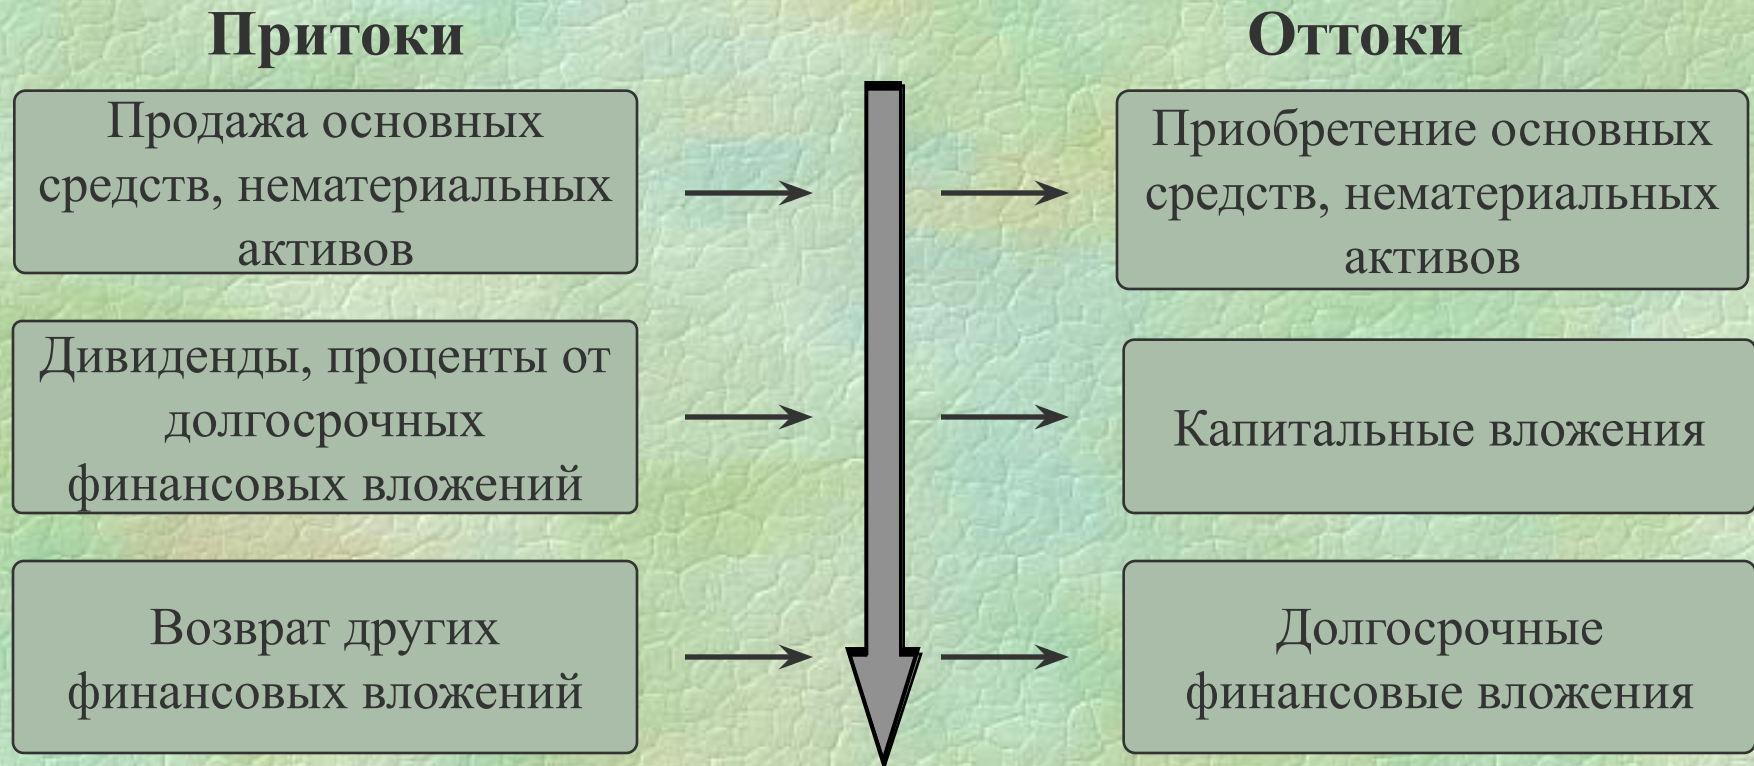 Притоки
Оттоки
Продажа основных
средств, нематериальных
активов
Приобретение основных
средств, нематериальных
активов
Дивиденды, проценты от
долгосрочных
финансовых вложений
Капитальные вложения
Возврат других
финансовых вложений
Долгосрочные
финансовые вложения